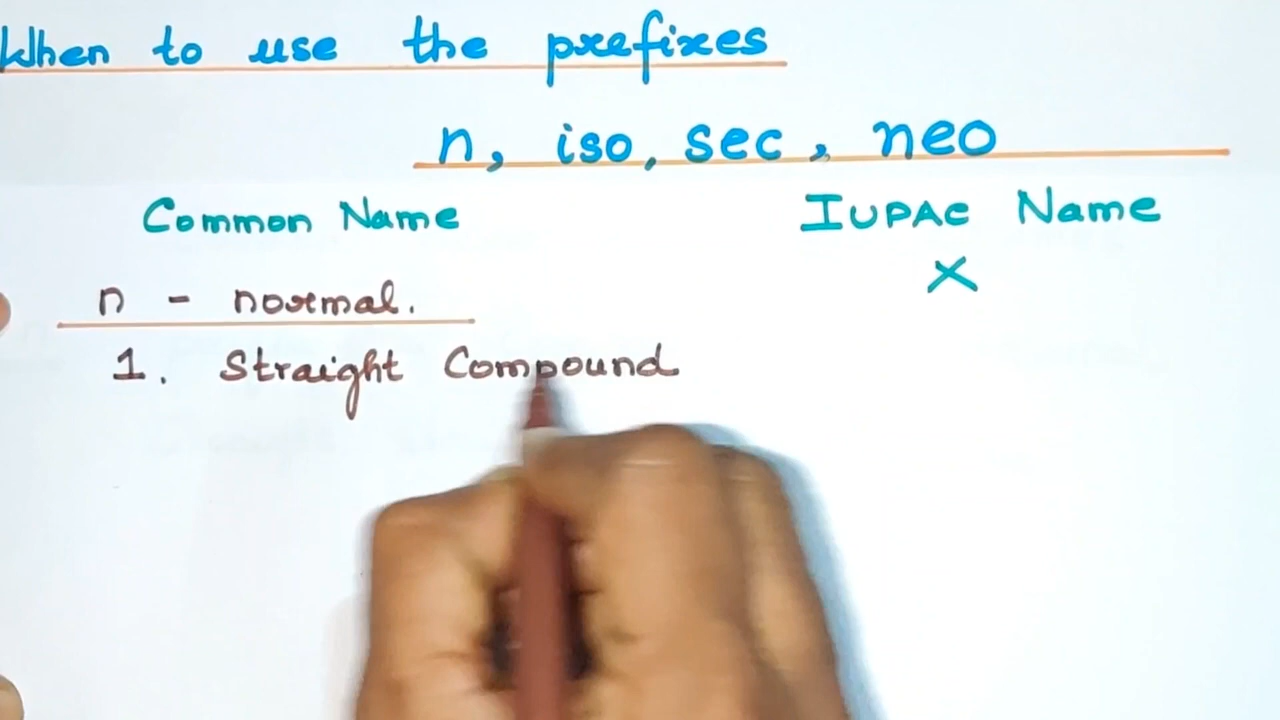 When to use the prefixes
n, iso, sec, neo
Common Name IUPAC Name
X
n - normal.
1. Straight Compound